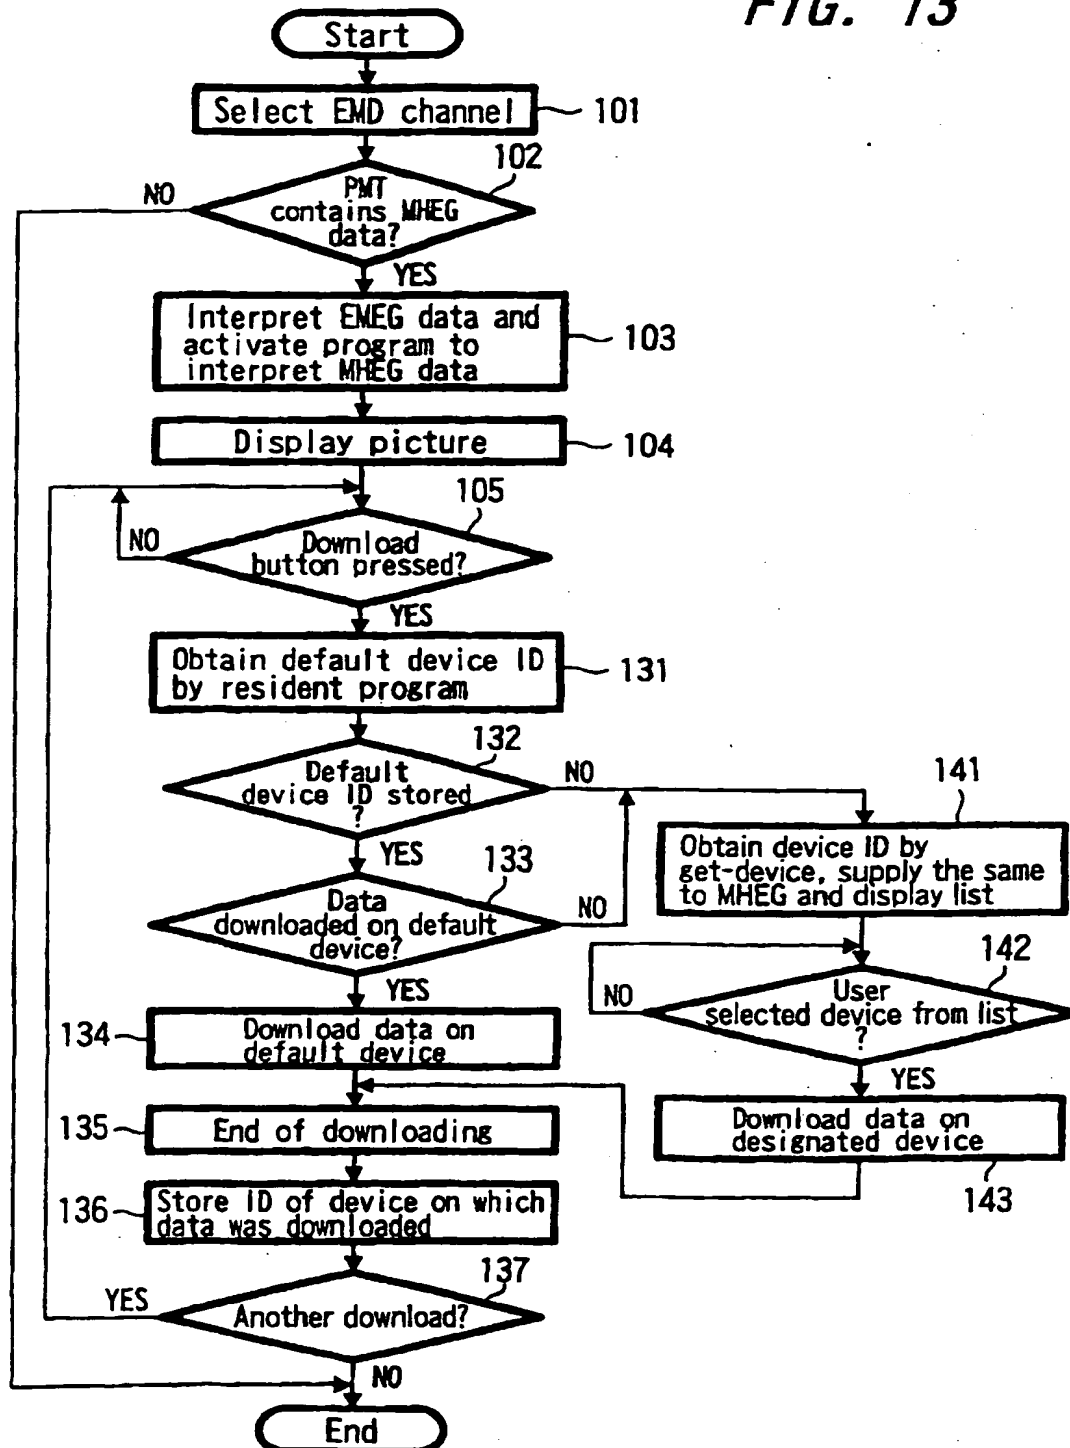 FIG. 13
Start
Select EMD channel
101
102
NO
PMT
contains MHEG
data?
YES
Interpret EMEG data and
activate program to
interpret MHEG data
103
Display picture
104
105
NO
Download
button pressed?
YES
Obtain default device ID
by resident program
131
132
Default
device ID stored
?
NO
YES
133
Data
downloaded on default
device?
NO
YES
134
Download data on
default device
135
End of downloading
136
Store ID of device on which
data was downloaded
137
YES
Another download?
NO
End
141
Obtain device ID by
get-device, supply the same
to MHEG and display list
142
NO
User
selected device from list
?
YES
Download data on
designated device
143